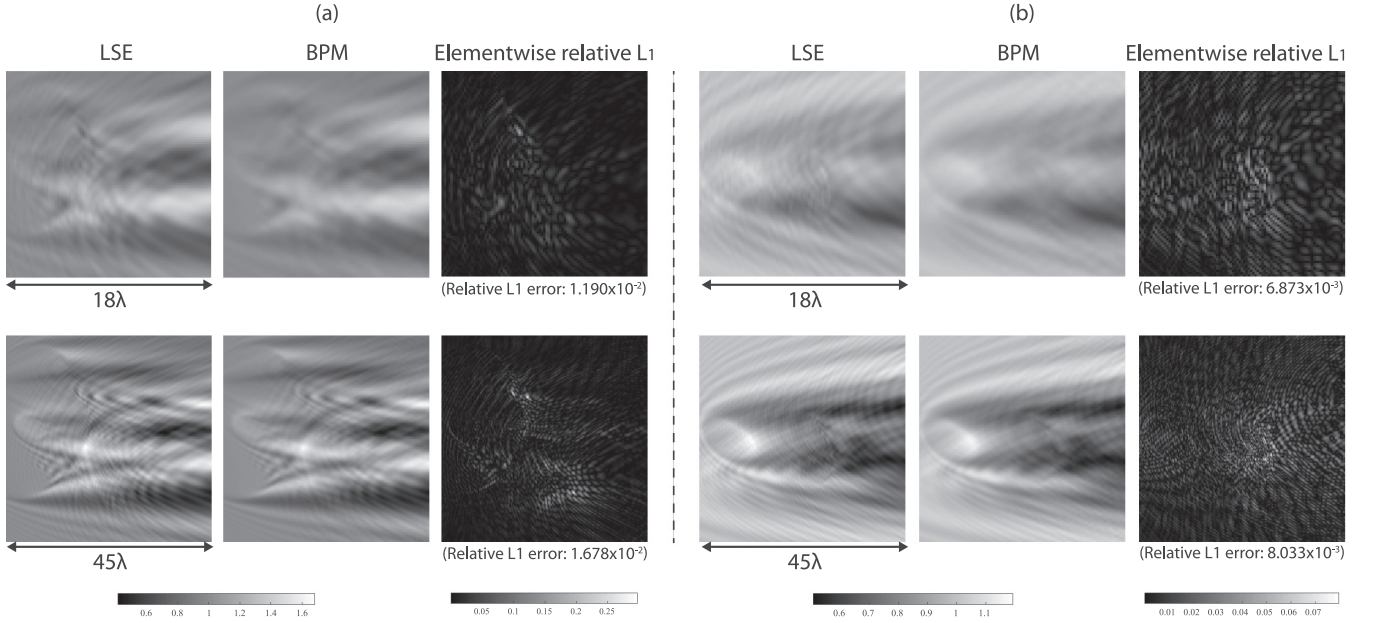 (a)
(b)
LSE
BPM
Elementwise relative L1
LSE
BPM
Elementwise relative L1
18λ
(Relative L1 error: 1.190x10⁻²)
18λ
(Relative L1 error: 6.873x10⁻³)
45λ
(Relative L1 error: 1.678x10⁻²)
45λ
(Relative L1 error: 8.033x10⁻³)
0.6 0.8 1 1.2 1.4 1.6
0.05 0.1 0.15 0.2 0.25
0.6 0.7 0.8 0.9 1 1.1
0.01 0.02 0.03 0.04 0.05 0.06 0.07